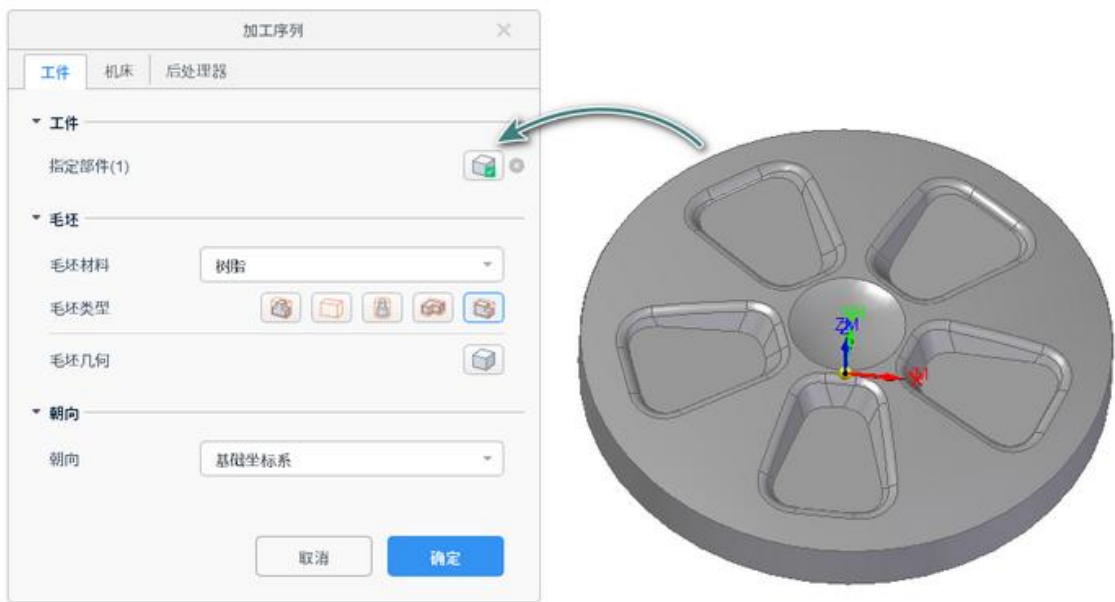 加工序列
工件 机床 后处理器
工件
指定部件(1)
毛坯
毛坯材料 树脂
毛坯类型
毛坯几何
朝向
朝向 基础坐标系
取消 确定
ZM